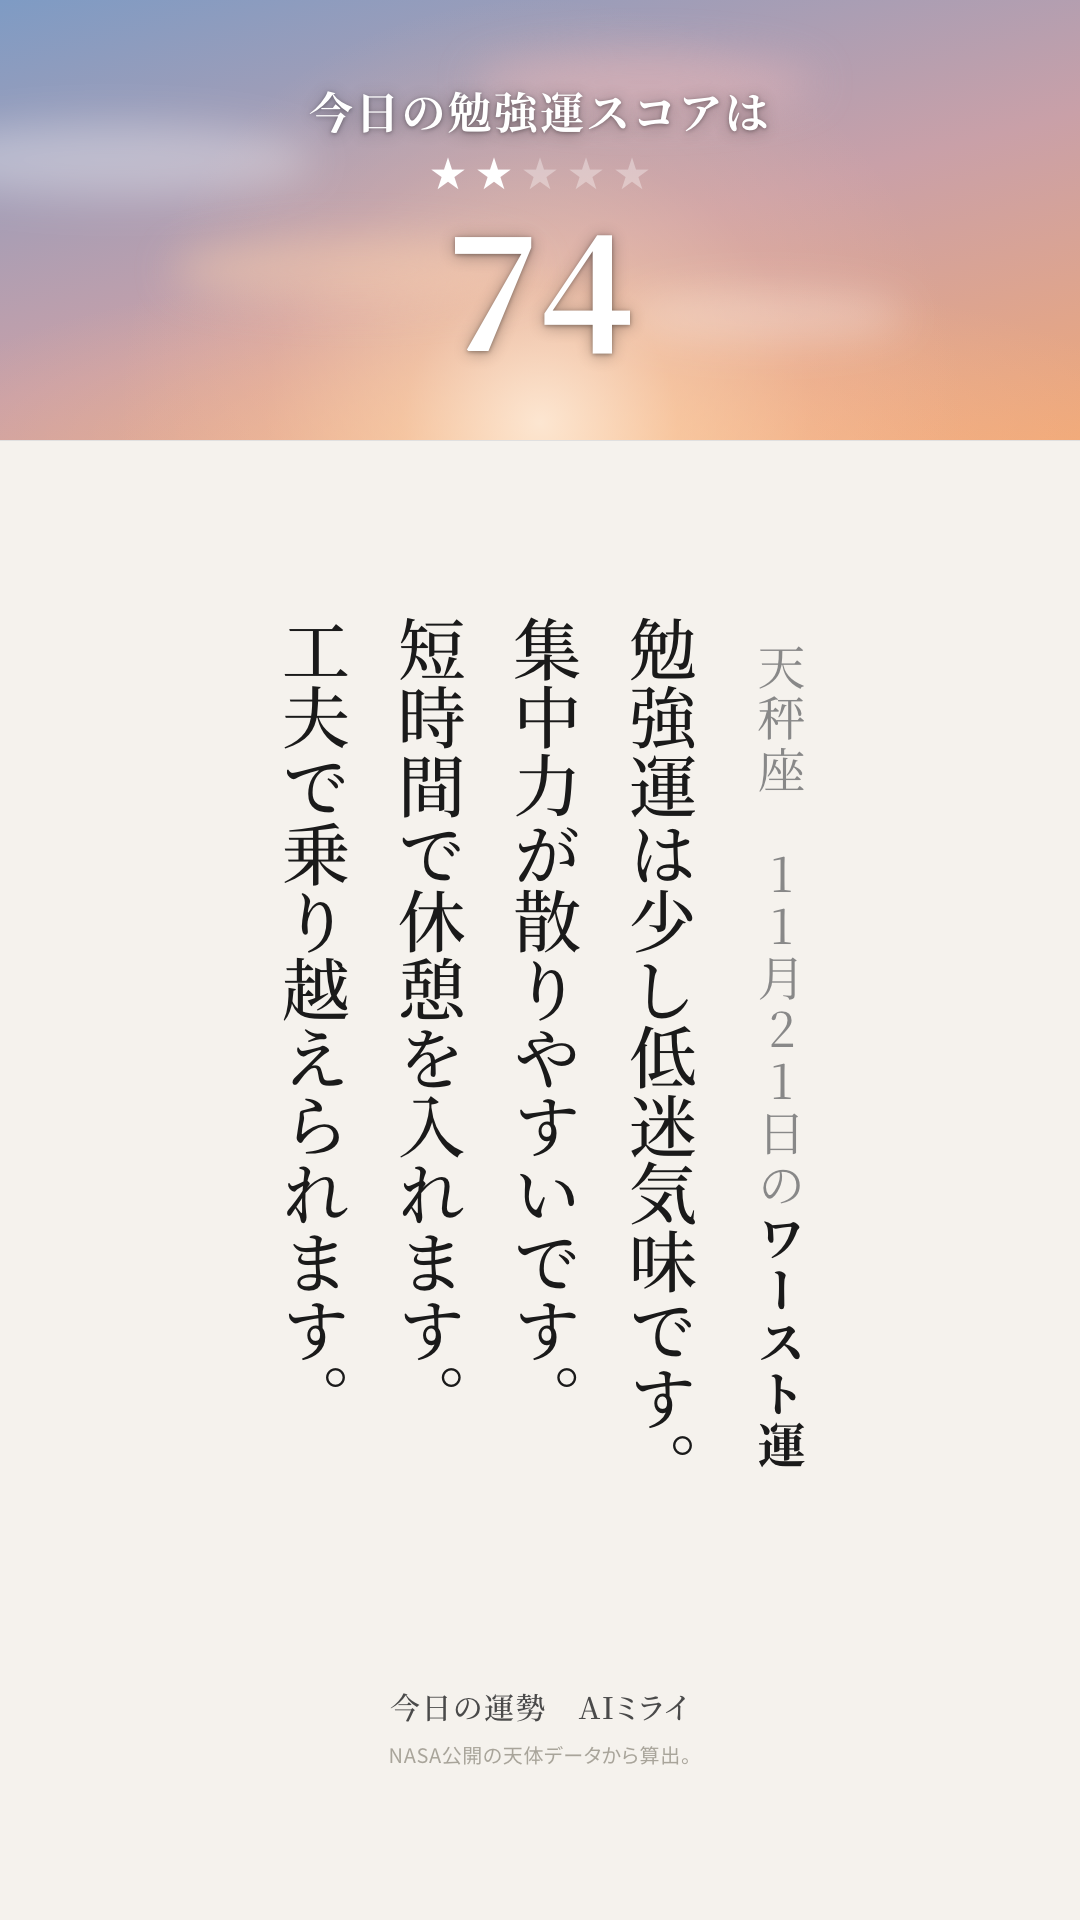 今日の勉強運スコアは
★★★★★
74
天秤座　11月21日のワースト運
勉強運は少し低迷気味です。
集中力が散りやすいです。
短時間で休憩を入れます。
工夫で乗り越えられます。
今日の運勢　AIミライ
NASA公開の天体データから算出。